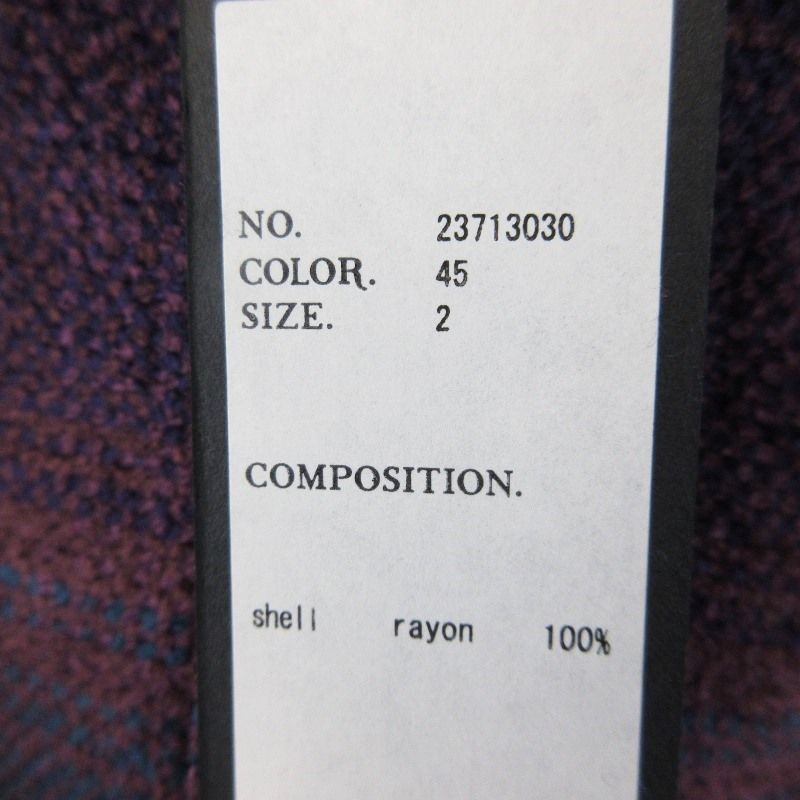 NO. 23713030
COLOR. 45
SIZE. 2
COMPOSITION.
shell rayon 100%